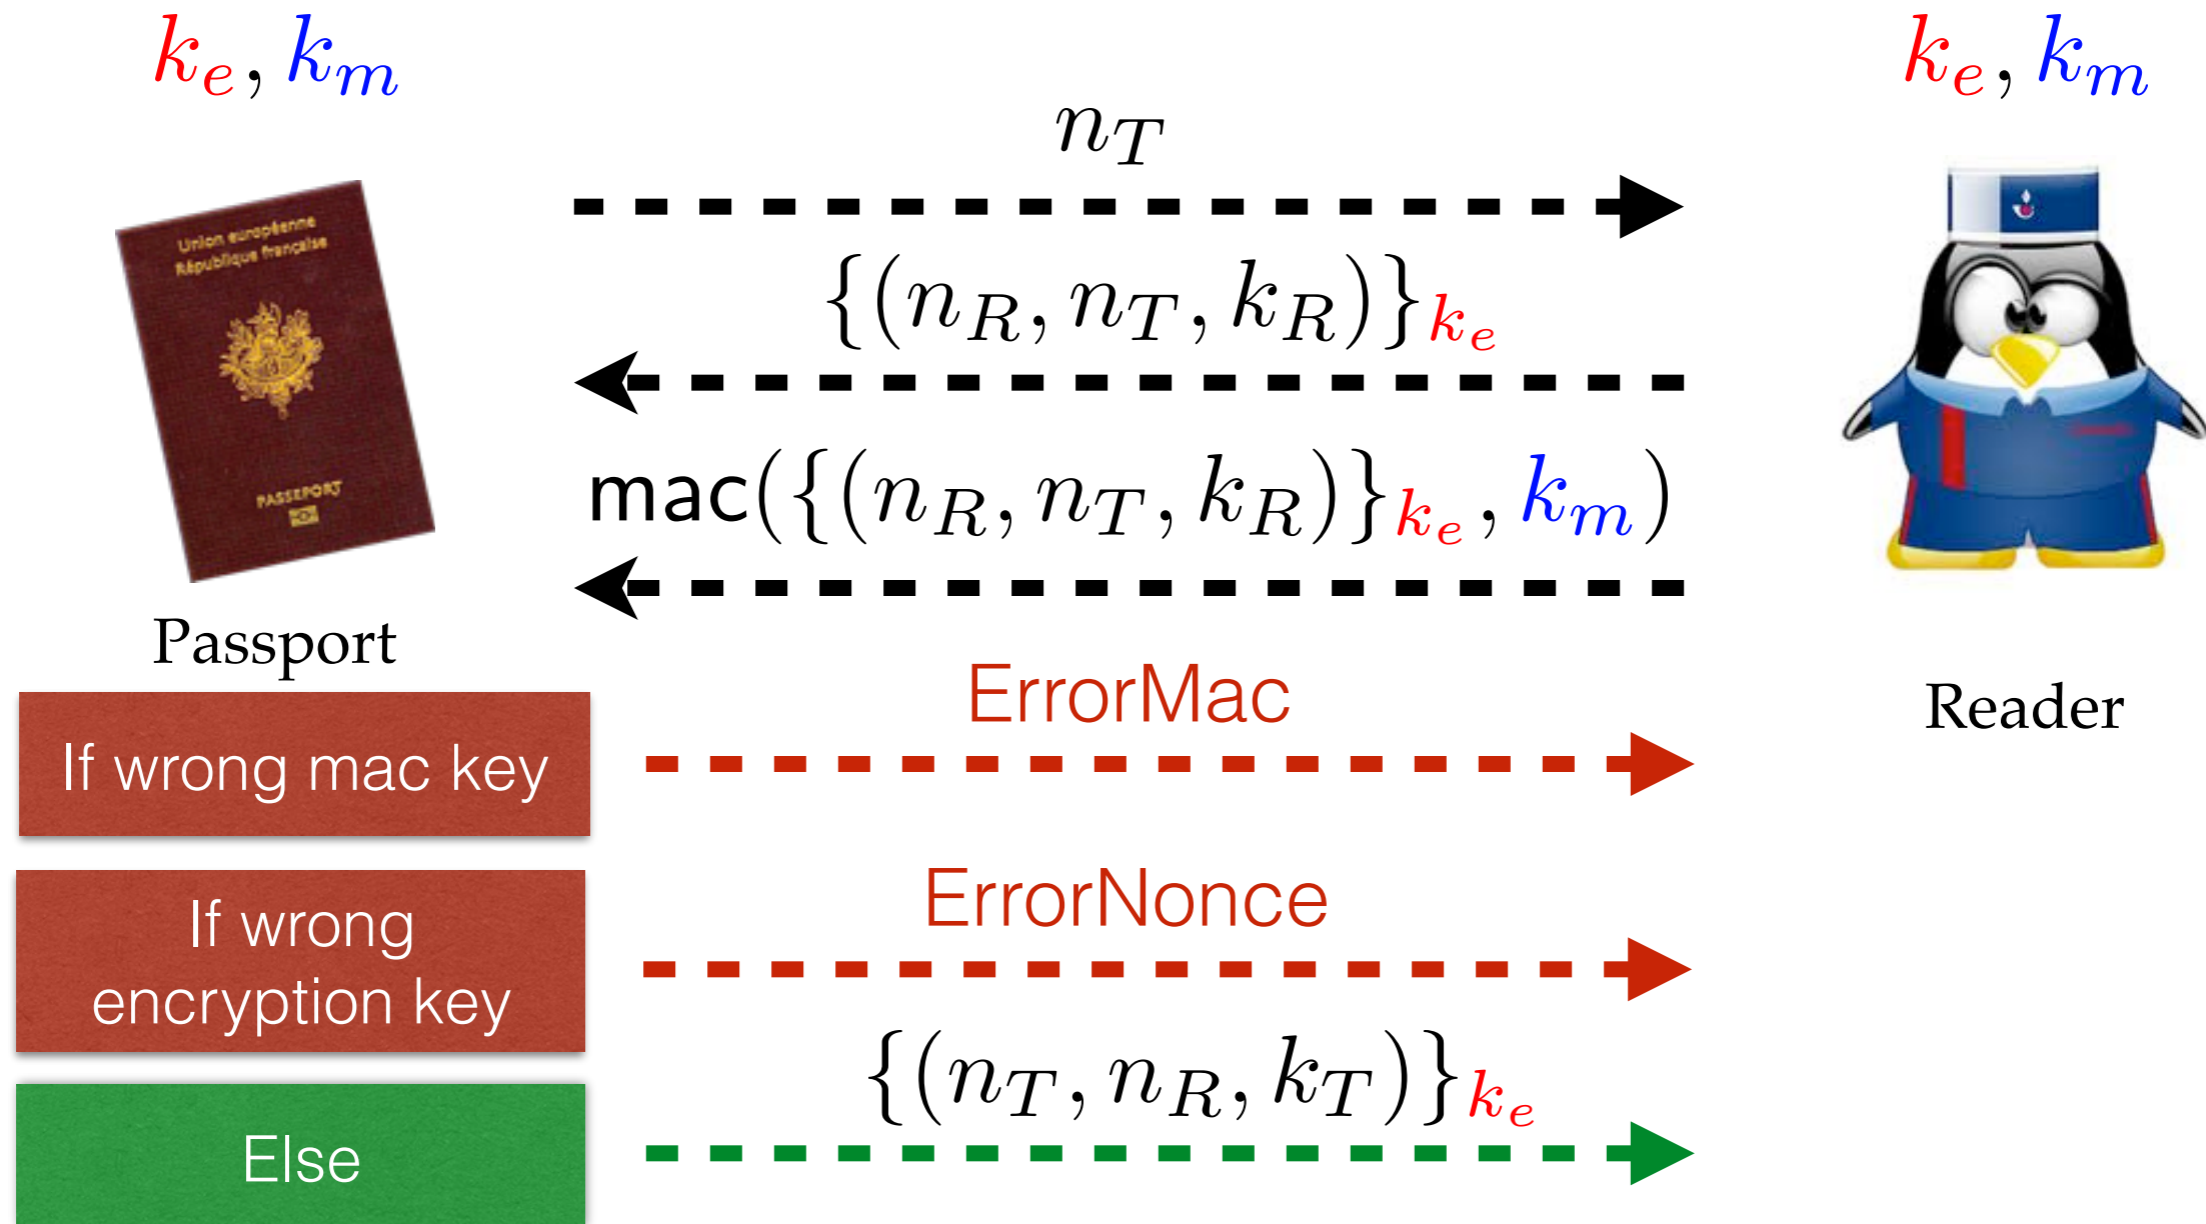 k_e, k_m
k_e, k_m
n_T
{(n_R, n_T, k_R)}_{k_e}
mac({(n_R, n_T, k_R)}_{k_e}, k_m)
Union européenne
République française
PASSEPORT
Passport
Reader
If wrong mac key
ErrorMac
If wrong
encryption key
ErrorNonce
Else
{(n_T, n_R, k_T)}_{k_e}